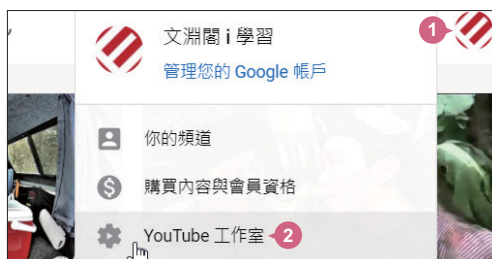 文淵閣 i 學習
1
管理您的 Google 帳戶
你的頻道
購買內容與會員資格
YouTube 工作室 2